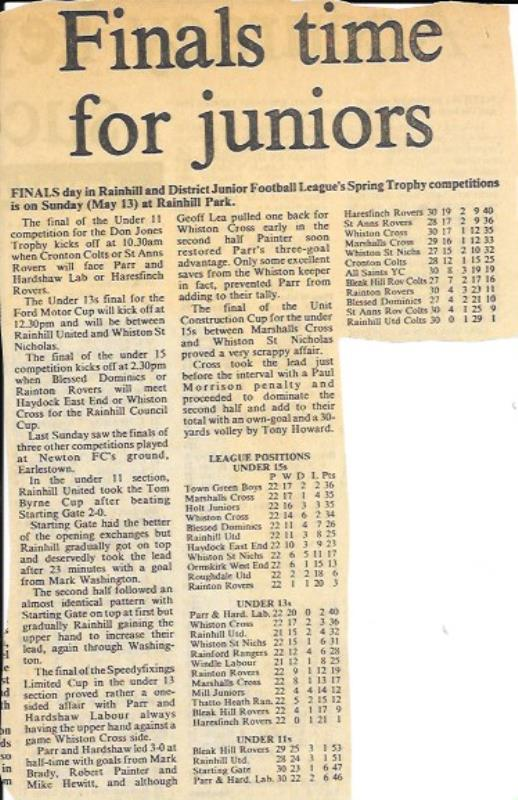 Finals time
for juniors
FINALS day in Rainhill and District Junior Football League's Spring Trophy competitions
is on Sunday (May 13) at Rainhill Park.
The final of the Under 11
competition for the Don Jones
Trophy kicks off at 10.30am
when Cronton Colts or St Anns
Rovers will face Parr and
Hardshaw Lab or Haresfinch
Rovers.
The Under 13s final for the
Ford Motor Cup will kick off at
12.30pm and will be between
Rainhill United and Whiston St
Nicholas.
The final of the under 15
competition kicks off at 2.30pm
when Blessed Dominics or
Rainton Rovers will meet
Haydock East End or Whiston
Cross for the Rainhill Council
Cup.
Last Sunday saw the finals of
three other competitions played
at Newton FC's ground,
Earlestown.
In the under 11 section,
Rainhill United took the Tom
Byrne Cup after beating
Starting Gate 2-0.
Starting Gate had the better
of the opening exchanges but
Rainhill gradually got on top
and deservedly took the lead
after 23 minutes with a goal
from Mark Washington.
The second half followed an
almost identical pattern with
Starting Gate on top at first but
gradually Rainhill gaining the
upper hand to increase their
lead, again through Washing-
ton.
The final of the Speedyfixings
Limited Cup in the under 13
section proved rather a one-
sided affair with Parr and
Hardshaw Labour always
having the upper hand against a
game Whiston Cross side.
Parr and Hardshaw led 3-0 at
half-time with goals from Mark
Brady, Robert Painter and
Mike Hewitt, and although
Geoff Lea pulled one back for
Whiston Cross early in the
second half Painter soon
restored Parr's three-goal
advantage. Only some excellent
saves from the Whiston keeper
in fact, prevented Parr from
adding to their tally.
The final of the Unit
Construction Cup for the under
15s between Marshalls Cross
and Whiston St Nicholas
proved a very scrappy affair.
Cross took the lead just
before the interval with a Paul
Morrison penalty and
proceeded to dominate the
second half and add to their
total with an own-goal and a 30-
yards volley by Tony Howard.
LEAGUE POSITIONS
UNDER 15s
P W D L Pts
Town Green Boys 22 17 2 2 36
Marshalls Cross 22 17 1 4 35
Holt Juniors 22 16 3 3 35
Whiston Cross 22 14 6 2 34
Blessed Dominics 22 11 4 7 26
Rainhill Utd 22 11 3 8 25
Haydock East End 22 10 3 9 23
Whiston St Nichs 22 6 5 11 17
Ormskirk West End 22 6 1 15 13
Roughdale Utd 22 2 2 18 6
Rainton Rovers 22 1 1 20 3
UNDER 13s
Parr & Hard. Lab. 22 20 0 2 40
Whiston Cross 22 17 2 3 36
Rainhill Utd. 21 15 2 4 32
Whiston St Nichs 22 15 1 6 31
Rainford Rangers 22 12 4 6 28
Windle Labour 21 12 1 8 25
Rainton Rovers 22 9 1 12 19
Marshalls Cross 22 8 1 13 17
Mill Juniors 22 4 4 14 12
Thatto Heath Ran. 22 5 2 15 12
Bleak Hill Rovers 22 4 1 17 9
Haresfinch Rovers 22 0 1 21 1
UNDER 11s
Bleak Hill Rovers 29 25 3 1 53
Rainhill Utd. 28 24 3 1 51
Starting Gate 30 23 1 6 47
Parr & Hard. Lab. 30 22 2 6 46
Haresfinch Rovers 30 19 2 9 40
St Anns Rovers 28 17 2 9 36
Whiston Cross 30 17 1 12 35
Marshalls Cross 29 16 1 12 33
Whiston St Nichs 27 15 2 10 32
Cronton Colts 28 12 1 15 25
All Saints YC 30 8 3 19 19
Bleak Hill Rov Colts 27 7 2 17 16
Rainton Rovers 30 4 3 23 11
Blessed Dominics 27 4 2 21 10
St Anns Rov Colts 30 4 1 25 9
Rainhill Utd Colts 30 0 1 29 1